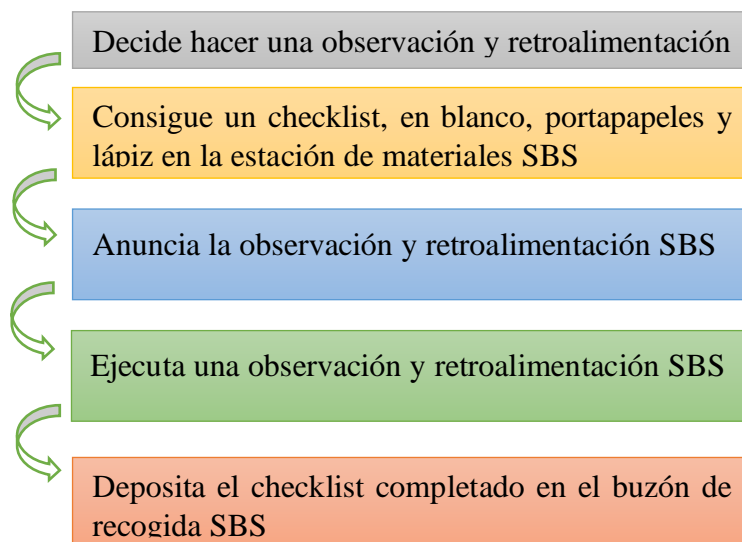 Decide hacer una observación y retroalimentación
Consigue un checklist, en blanco, portapapeles y
lápiz en la estación de materiales SBS
Anuncia la observación y retroalimentación SBS
Ejecuta una observación y retroalimentación SBS
Deposita el checklist completado en el buzón de
recogida SBS